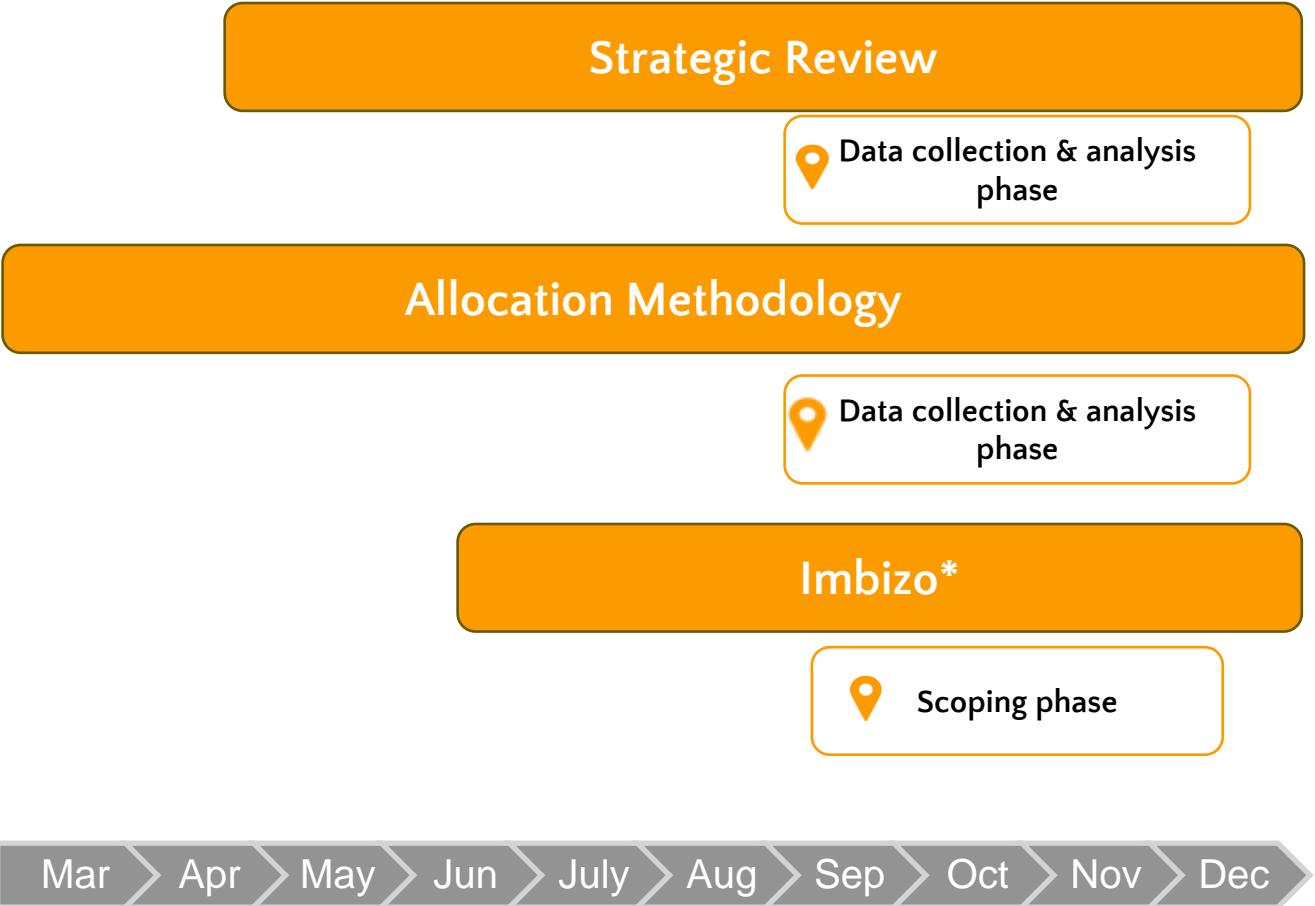 Strategic Review
Data collection & analysis
phase
Allocation Methodology
Data collection & analysis
phase
Imbizo*
Scoping phase
Mar Apr May Jun July Aug Sep Oct Nov Dec